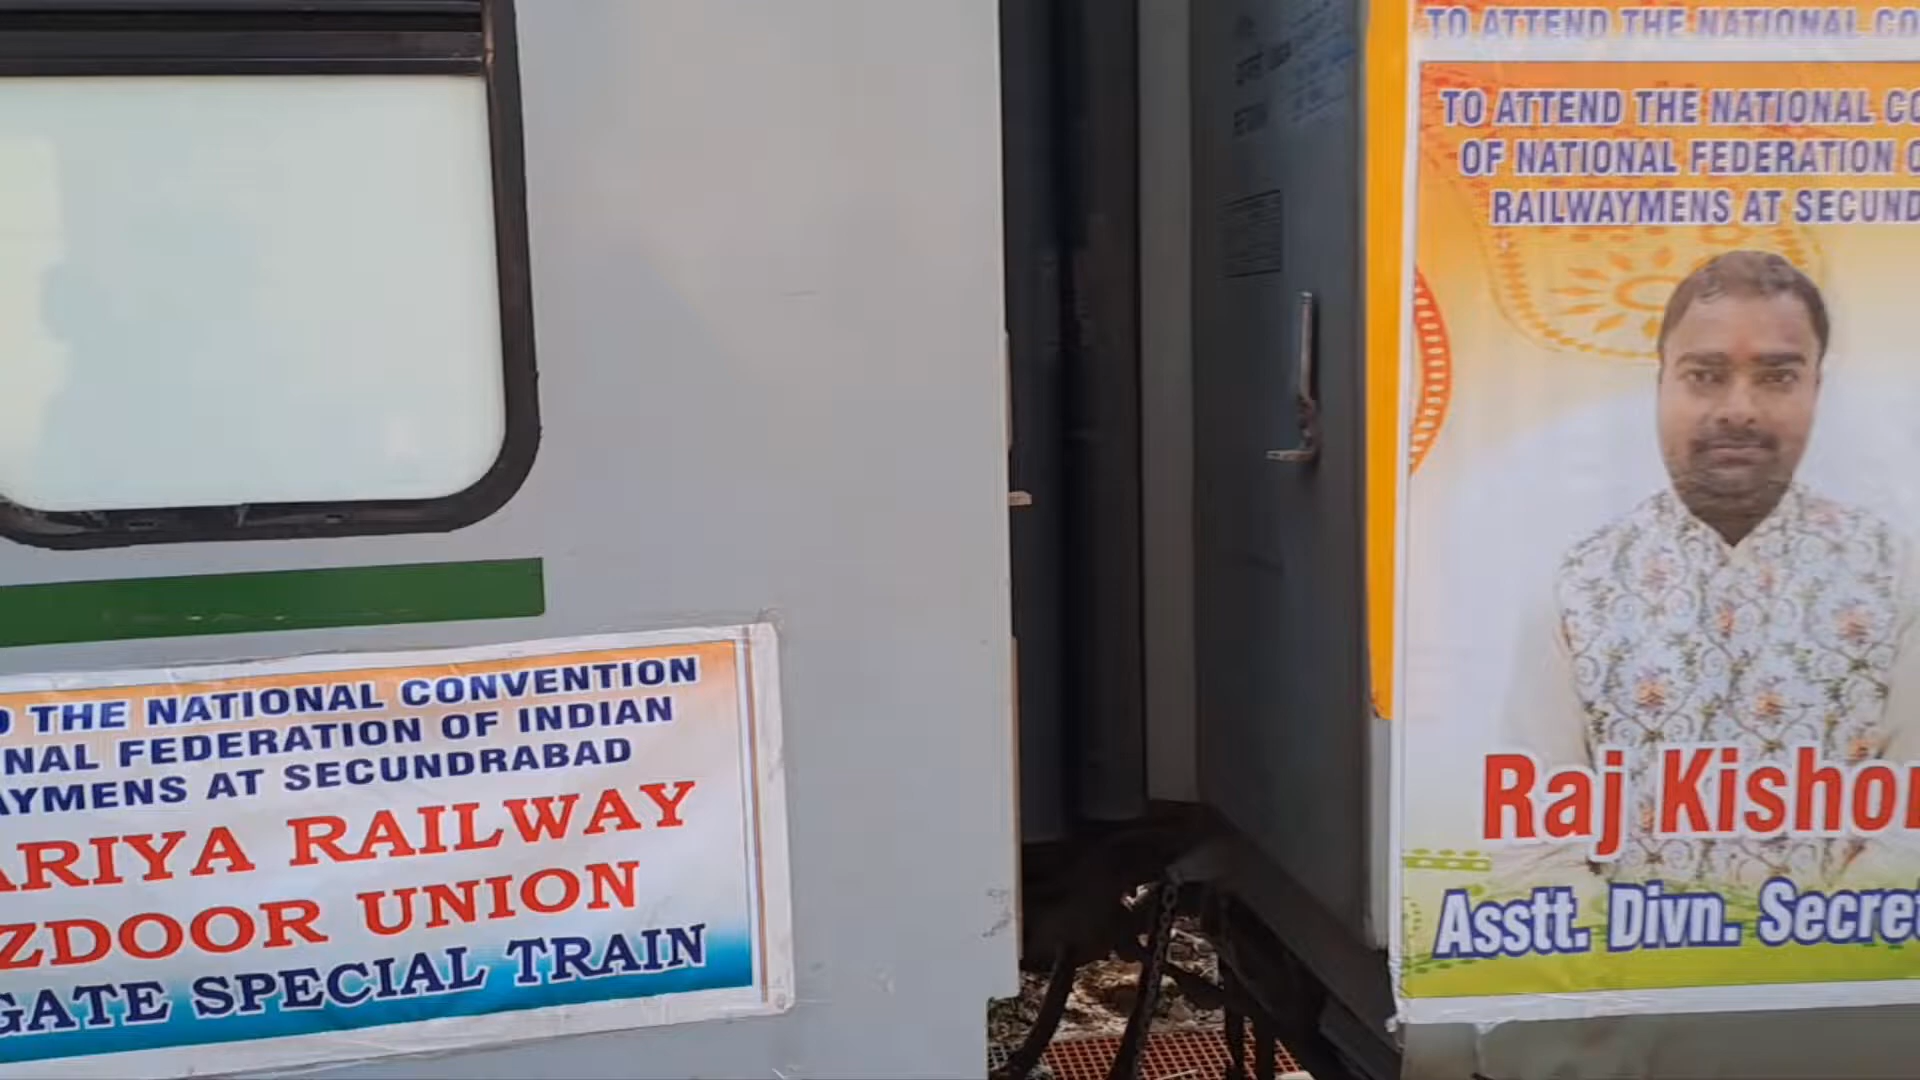 D THE NATIONAL CONVENTION
NAL FEDERATION OF INDIAN
AYMENS AT SECUNDRABAD
ARIYA RAILWAY
ZDOOR UNION
GATE SPECIAL TRAIN
TO ATTEND THE NATIONAL CO
TO ATTEND THE NATIONAL CO
OF NATIONAL FEDERATION O
RAILWAYMENS AT SECUND
Raj Kishor
Asstt. Divn. Secret